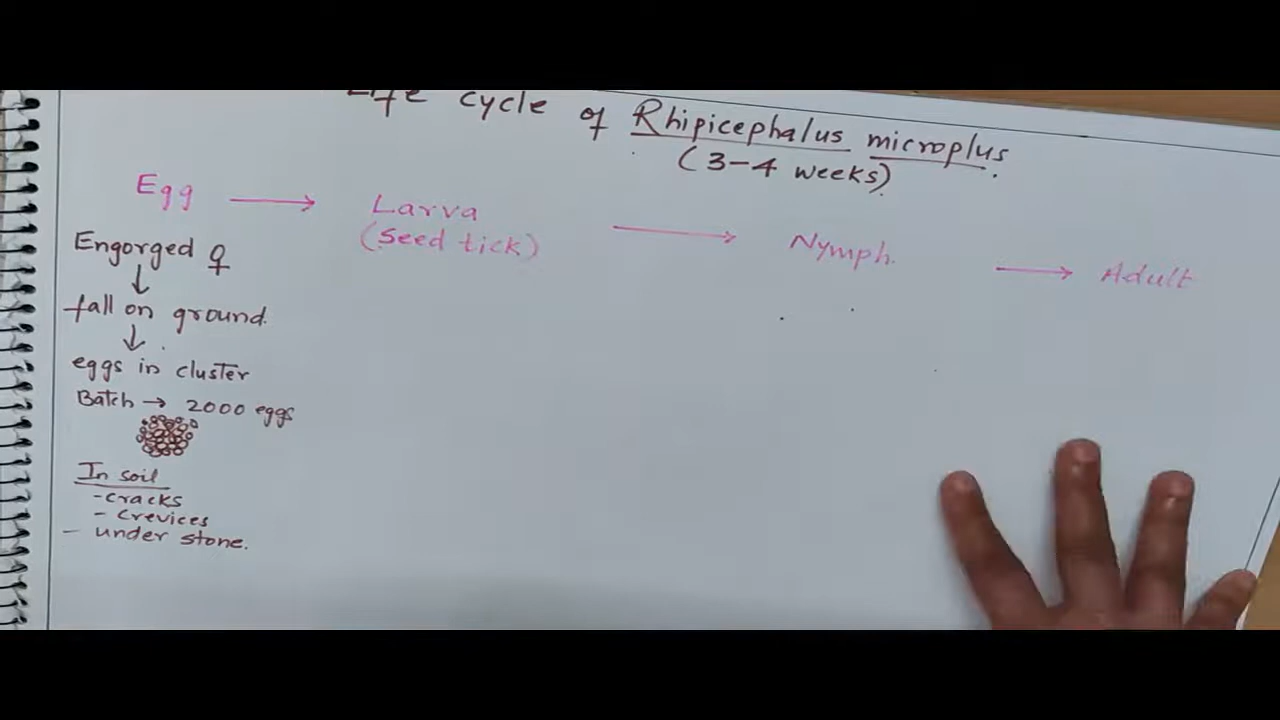 Life cycle of Rhipicephalus microplus.
(3-4 weeks)
Egg → Larva → Nymph. → Adult
(Seed tick)
Engorged ♀
↓
fall on ground.
↓
eggs in cluster
Batch → 2000 eggs
In soil
- cracks
- crevices
- under stone.